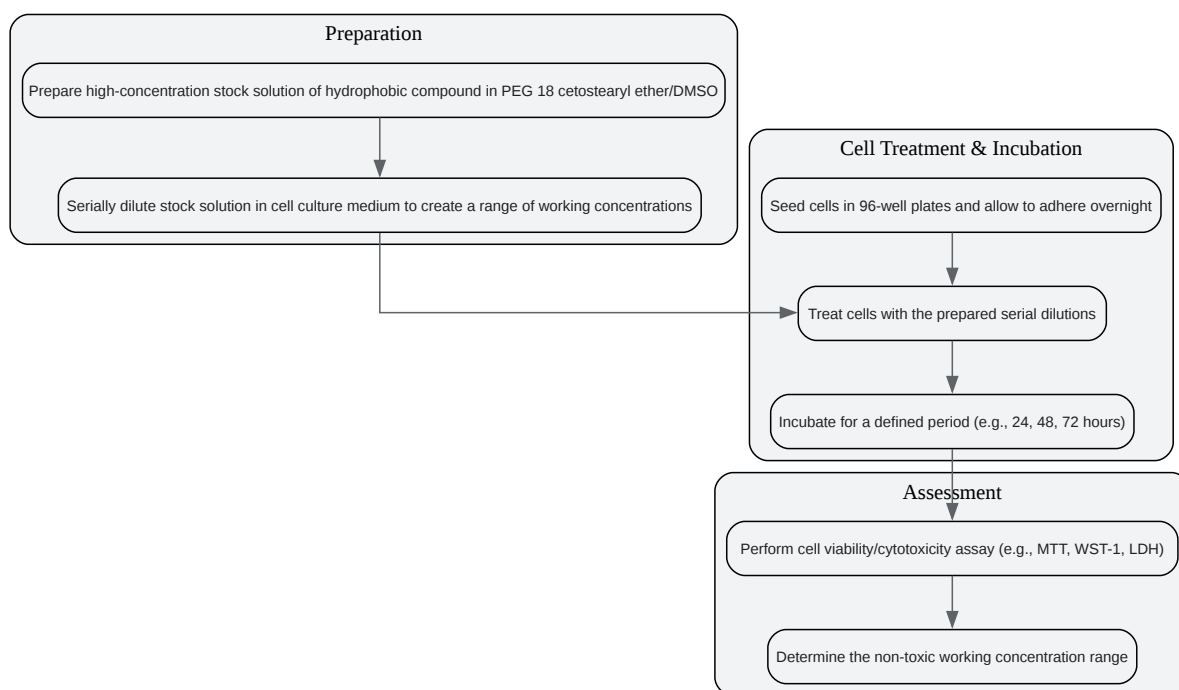 Preparation
Prepare high-concentration stock solution of hydrophobic compound in PEG 18 cetostearyl ether/DMSO
Serially dilute stock solution in cell culture medium to create a range of working concentrations
Cell Treatment & Incubation
Seed cells in 96-well plates and allow to adhere overnight
Treat cells with the prepared serial dilutions
Incubate for a defined period (e.g., 24, 48, 72 hours)
Assessment
Perform cell viability/cytotoxicity assay (e.g., MTT, WST-1, LDH)
Determine the non-toxic working concentration range